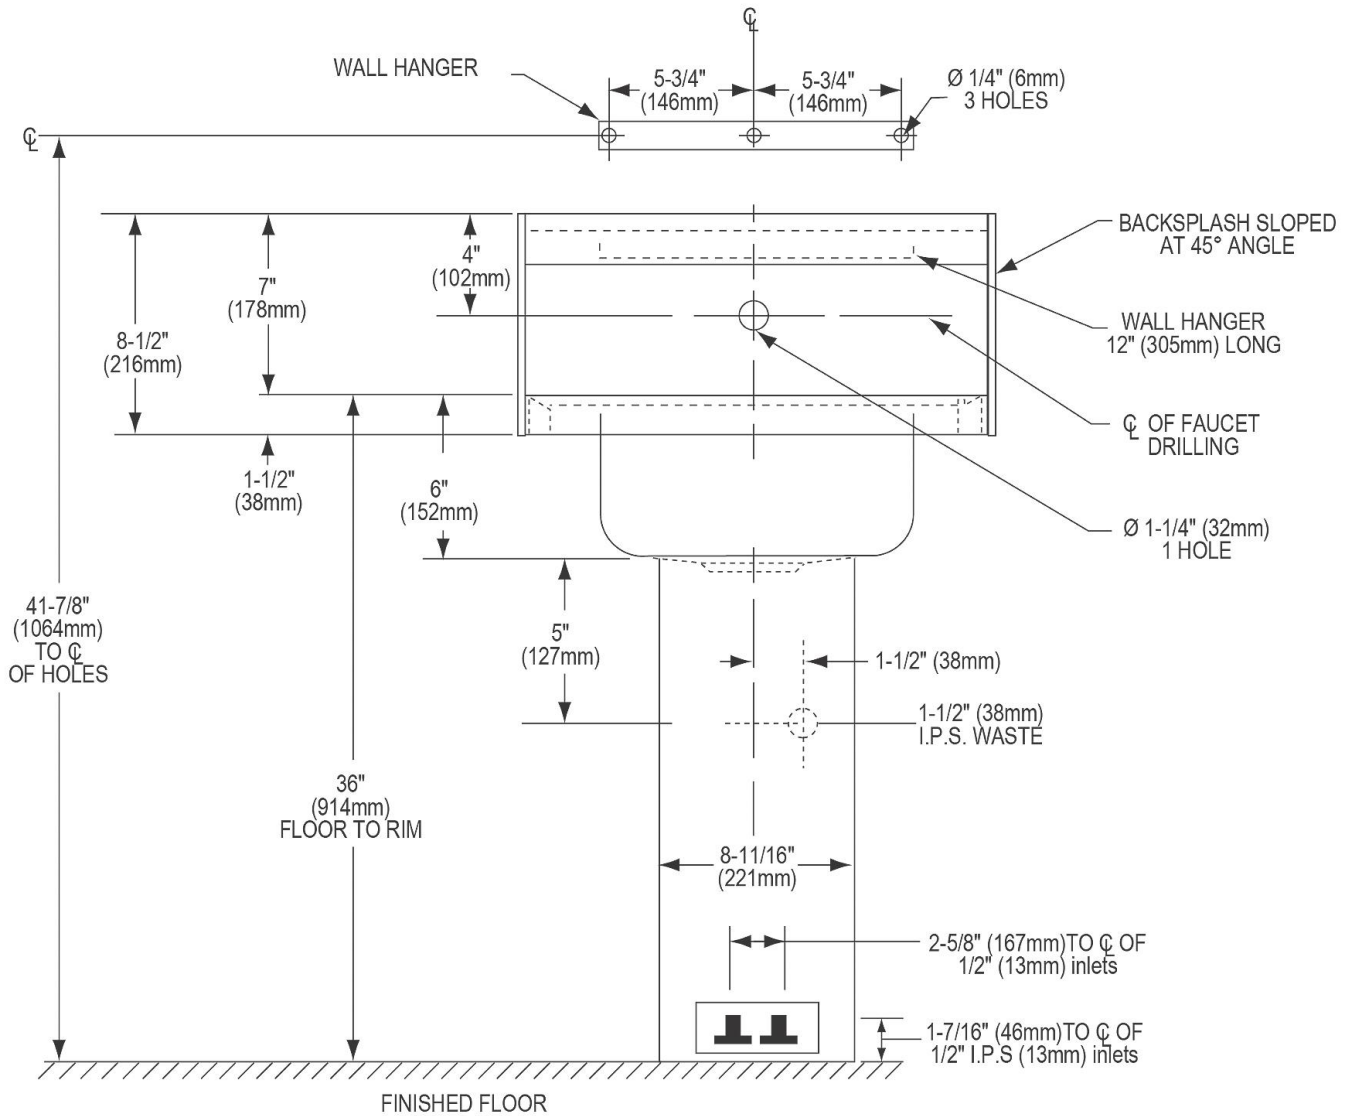 ℄
WALL HANGER
5-3/4"
(146mm)
5-3/4"
(146mm)
Ø 1/4" (6mm)
3 HOLES
℄
BACKSPLASH SLOPED
AT 45° ANGLE
4"
(102mm)
7"
(178mm)
8-1/2"
(216mm)
WALL HANGER
12" (305mm) LONG
℄ OF FAUCET
DRILLING
1-1/2"
(38mm)
6"
(152mm)
Ø 1-1/4" (32mm)
1 HOLE
41-7/8"
(1064mm)
TO ℄
OF HOLES
5"
(127mm)
1-1/2" (38mm)
1-1/2" (38mm)
I.P.S. WASTE
36"
(914mm)
FLOOR TO RIM
8-11/16"
(221mm)
2-5/8" (167mm)TO ℄ OF
1/2" (13mm) inlets
1-7/16" (46mm)TO ℄ OF
1/2" I.P.S (13mm) inlets
FINISHED FLOOR